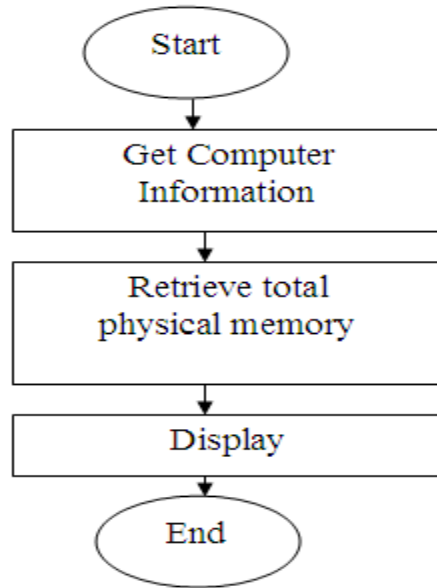 Start
Get Computer
Information
Retrieve total
physical memory
Display
End